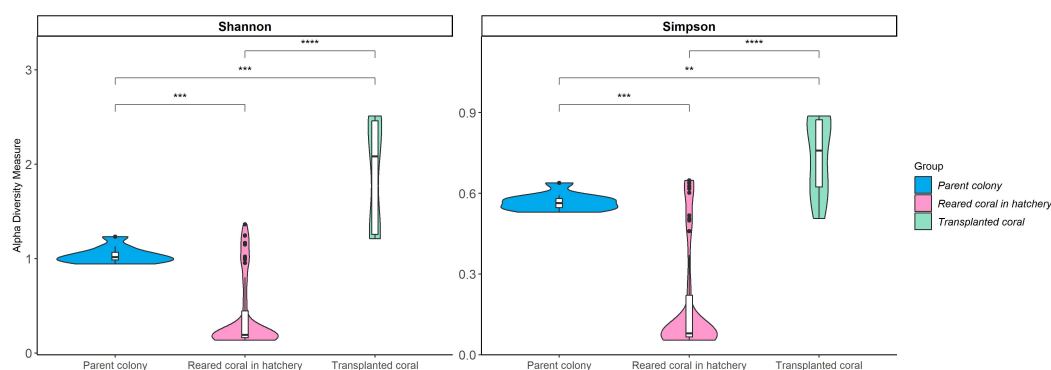 Shannon
Simpson
Alpha Diversity Measure
3
2
1
0
****
***
***
Parent colony
Reared coral in hatchery
Transplanted coral
0.9
0.6
0.3
0.0
****
**
***
Parent colony
Reared coral in hatchery
Transplanted coral
Group
Parent colony
Reared coral in hatchery
Transplanted coral